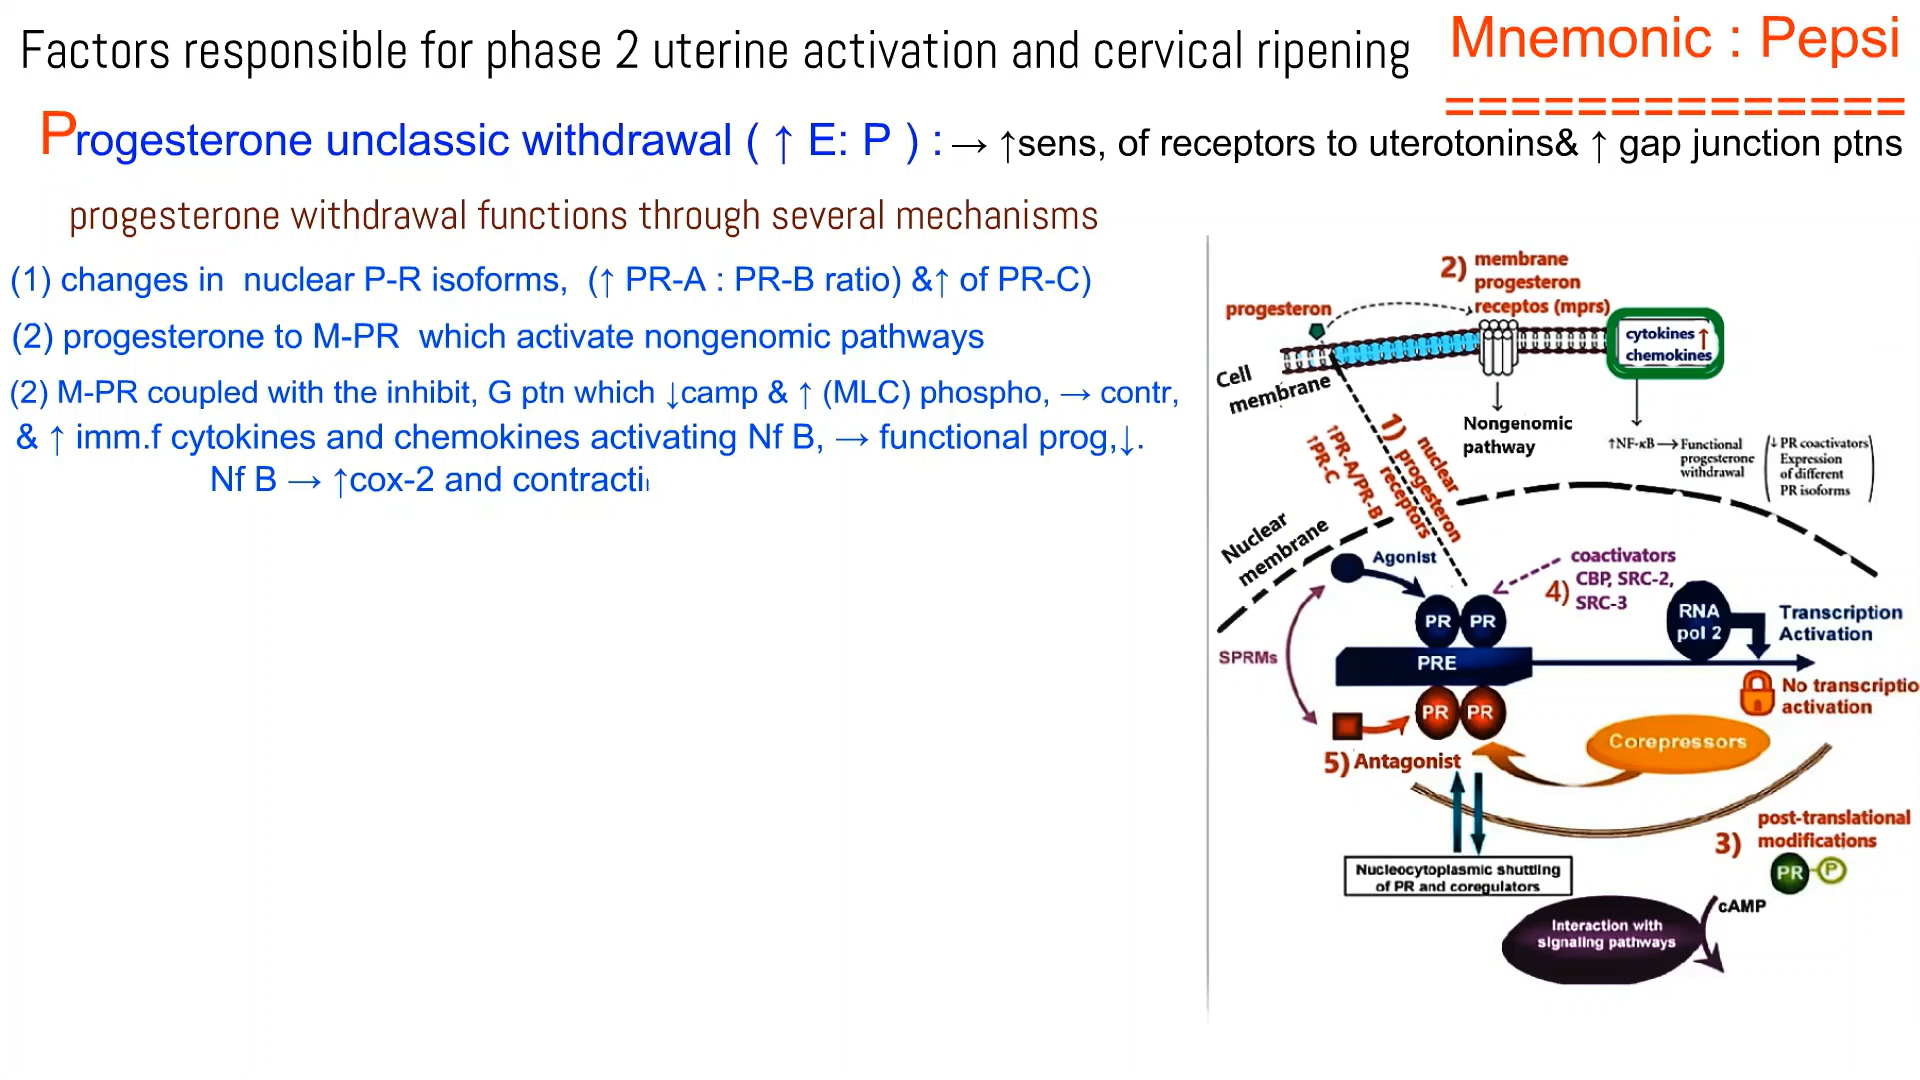 Factors responsible for phase 2 uterine activation and cervical ripening
Mnemonic : Pepsi
==============
Progesterone unclassic withdrawal ( ↑ E: P ) : → ↑sens, of receptors to uterotonins& ↑ gap junction ptns
progesterone withdrawal functions through several mechanisms
(1) changes in nuclear P-R isoforms, (↑ PR-A : PR-B ratio) &↑ of PR-C)
(2) progesterone to M-PR which activate nongenomic pathways
(2) M-PR coupled with the inhibit, G ptn which ↓camp & ↑ (MLC) phospho, → contr,
& ↑ imm.f cytokines and chemokines activating Nf B, → functional prog,↓.
Nf B → ↑cox-2 and contracti
2) membrane
progesteron
receptos (mprs)
progesteron
cytokines ↑
chemokines
Cell
membrane
Nongenomic
pathway
↑NF-κB → Functional
progesterone
withdrawal
↓ PR coactivators
Expression
of different
PR isoforms
1) nuclear
progesteron
receptors
↑PR-A/PR-B
↑PR-C
Nuclear
membrane
Agonist
coactivators
4) CBP, SRC-2,
SRC-3
PR PR
RNA
pol 2
Transcription
Activation
SPRMs
PRE
No transcriptio
activation
PR PR
Corepressors
5) Antagonist
post-translational
3) modifications
PR P
Nucleocytoplasmic shuttling
of PR and coregulators
cAMP
Interaction with
signaling pathways